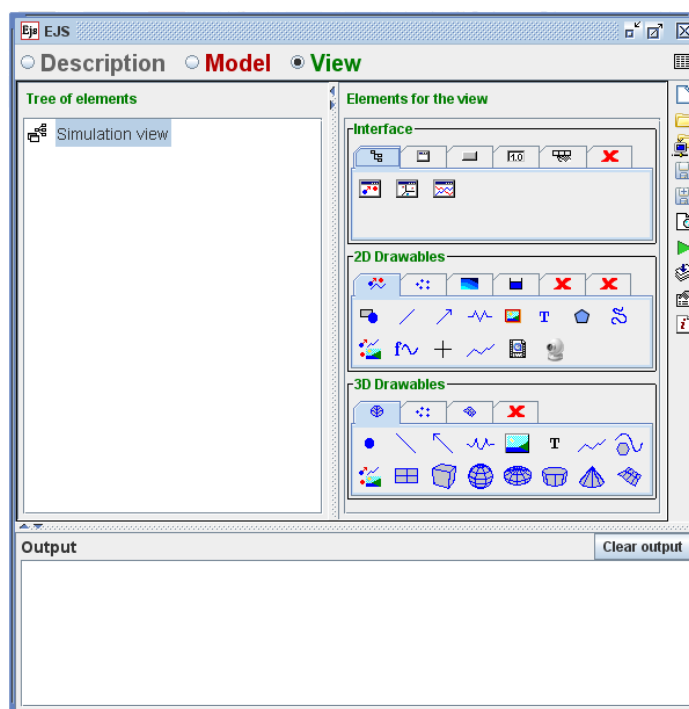 Ejs EJS
Description Model View
Tree of elements
Simulation view
Elements for the view
Interface
1.0
2D Drawables
T
f
3D Drawables
T
i
Output
Clear output